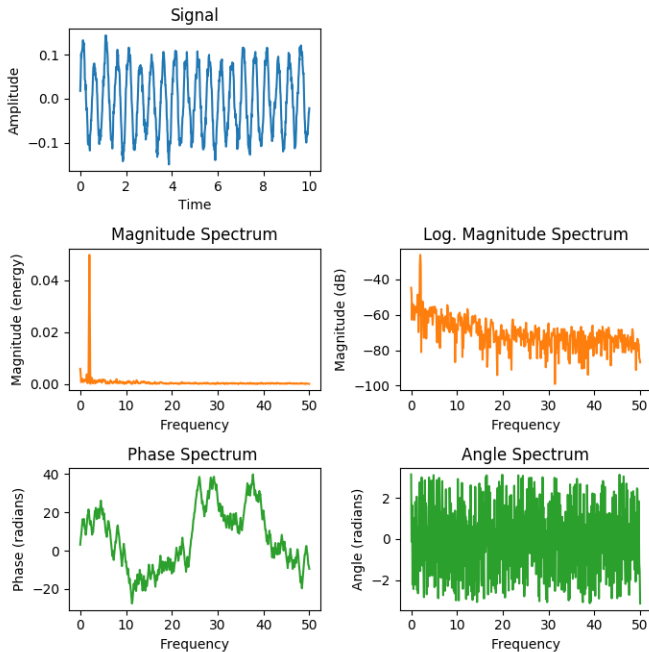 Signal
Amplitude
0.1
0.0
−0.1
0 2 4 6 8 10
Time
Magnitude Spectrum
Magnitude (energy)
0.04
0.02
0.00
0 10 20 30 40 50
Frequency
Log. Magnitude Spectrum
Magnitude (dB)
−40
−60
−80
−100
0 10 20 30 40 50
Frequency
Phase Spectrum
Phase (radians)
40
20
0
−20
0 10 20 30 40 50
Frequency
Angle Spectrum
Angle (radians)
2
0
−2
0 10 20 30 40 50
Frequency